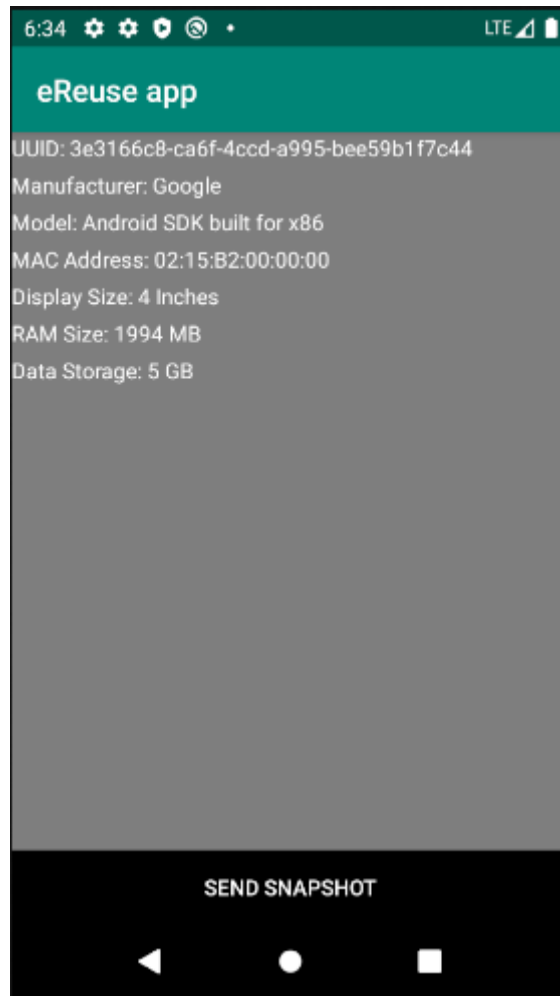 6:34 LTE
eReuse app
UUID: 3e3166c8-ca6f-4ccd-a995-bee59b1f7c44
Manufacturer: Google
Model: Android SDK built for x86
MAC Address: 02:15:B2:00:00:00
Display Size: 4 Inches
RAM Size: 1994 MB
Data Storage: 5 GB
SEND SNAPSHOT